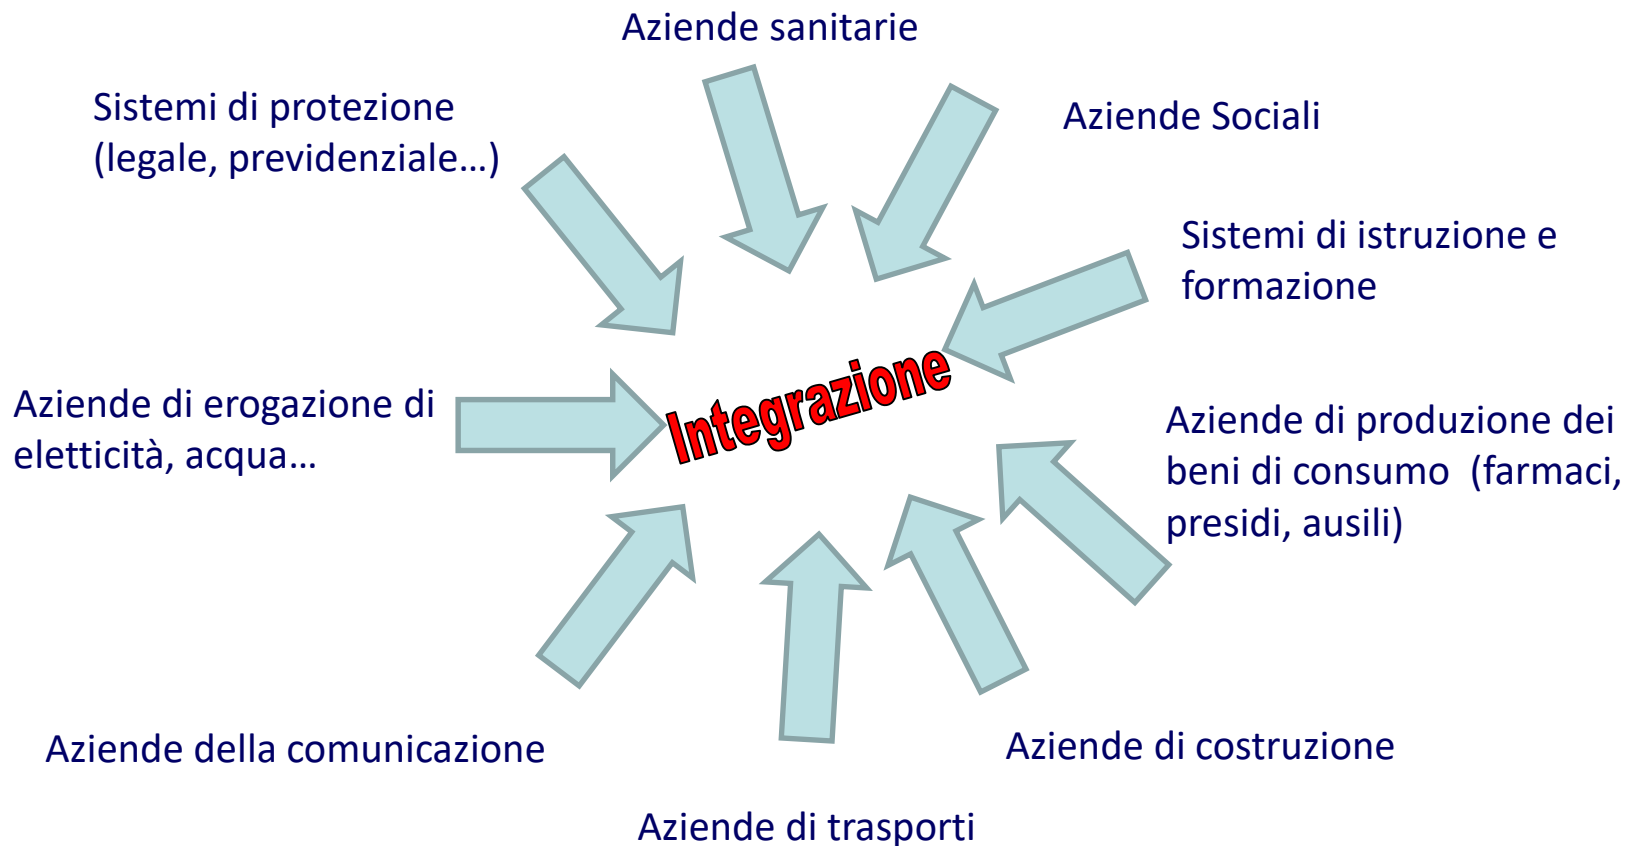 Aziende sanitarie
Sistemi di protezione
(legale, previdenziale...)
Aziende Sociali
Sistemi di istruzione e
formazione
Integrazione
Aziende di erogazione di
eletticità, acqua...
Aziende di produzione dei
beni di consumo  (farmaci,
presidi, ausili)
Aziende della comunicazione
Aziende di costruzione
Aziende di trasporti